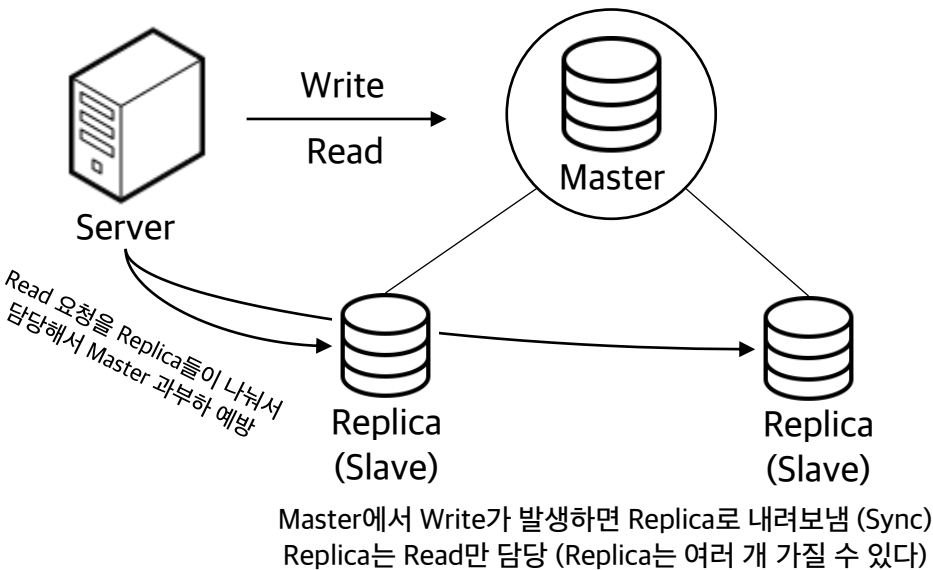 Write
Read
Master
Server
Read 요청을 Replica들이 나눠서
담당해서 Master 과부하 예방
Replica
(Slave)
Replica
(Slave)
Master에서 Write가 발생하면 Replica로 내려보냄 (Sync)
Replica는 Read만 담당 (Replica는 여러 개 가질 수 있다)